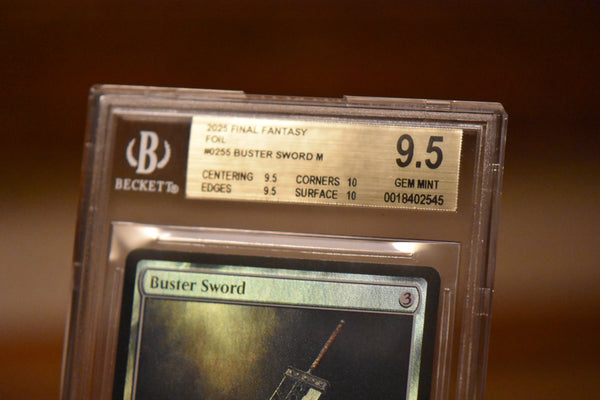 2025 FINAL FANTASY
FOIL
#0255 BUSTER SWORD M
CENTERING 9.5 CORNERS 10
EDGES 9.5 SURFACE 10
9.5
GEM MINT
0018402545
B
BECKETT®
Buster Sword
3